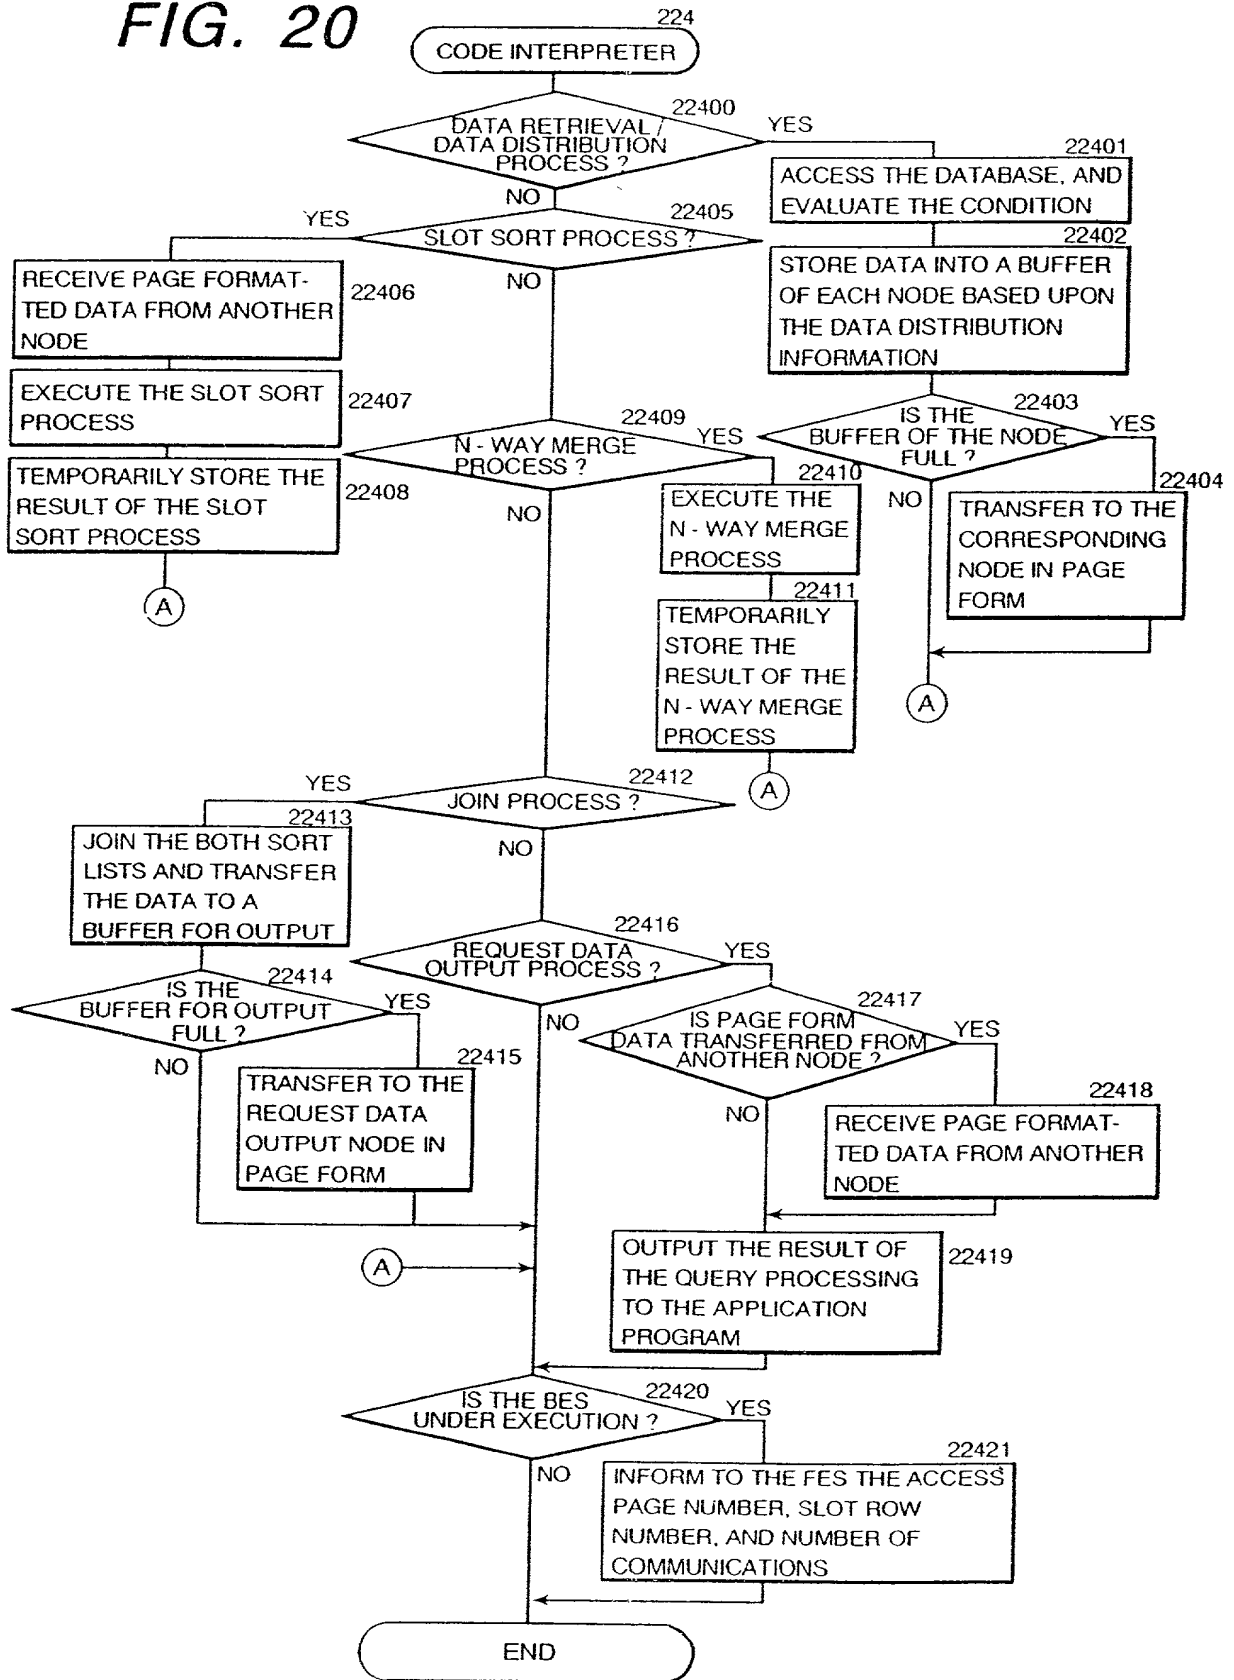 FIG. 20
224
CODE INTERPRETER
22400
DATA RETRIEVAL /
DATA DISTRIBUTION
PROCESS ?
YES
NO
22401
ACCESS THE DATABASE, AND
EVALUATE THE CONDITION
22402
STORE DATA INTO A BUFFER
OF EACH NODE BASED UPON
THE DATA DISTRIBUTION
INFORMATION
22403
IS THE
BUFFER OF THE NODE
FULL ?
YES
NO
22404
TRANSFER TO THE
CORRESPONDING
NODE IN PAGE
FORM
A
22405
SLOT SORT PROCESS ?
YES
NO
RECEIVE PAGE FORMAT-
TED DATA FROM ANOTHER
NODE
22406
EXECUTE THE SLOT SORT
PROCESS
22407
TEMPORARILY STORE THE
RESULT OF THE SLOT
SORT PROCESS
22408
A
22409
N - WAY MERGE
PROCESS ?
YES
NO
22410
EXECUTE THE
N - WAY MERGE
PROCESS
22411
TEMPORARILY
STORE THE
RESULT OF THE
N - WAY MERGE
PROCESS
A
22412
JOIN PROCESS ?
YES
NO
22413
JOIN THE BOTH SORT
LISTS AND TRANSFER
THE DATA TO A
BUFFER FOR OUTPUT
22414
IS THE
BUFFER FOR OUTPUT
FULL ?
YES
NO
22415
TRANSFER TO THE
REQUEST DATA
OUTPUT NODE IN
PAGE FORM
22416
REQUEST DATA
OUTPUT PROCESS ?
YES
NO
22417
IS PAGE FORM
DATA TRANSFERRED FROM
ANOTHER NODE ?
YES
NO
22418
RECEIVE PAGE FORMAT-
TED DATA FROM ANOTHER
NODE
OUTPUT THE RESULT OF
THE QUERY PROCESSING
TO THE APPLICATION
PROGRAM
22419
A
22420
IS THE BES
UNDER EXECUTION ?
YES
NO
22421
INFORM TO THE FES THE ACCESS
PAGE NUMBER, SLOT ROW
NUMBER, AND NUMBER OF
COMMUNICATIONS
END